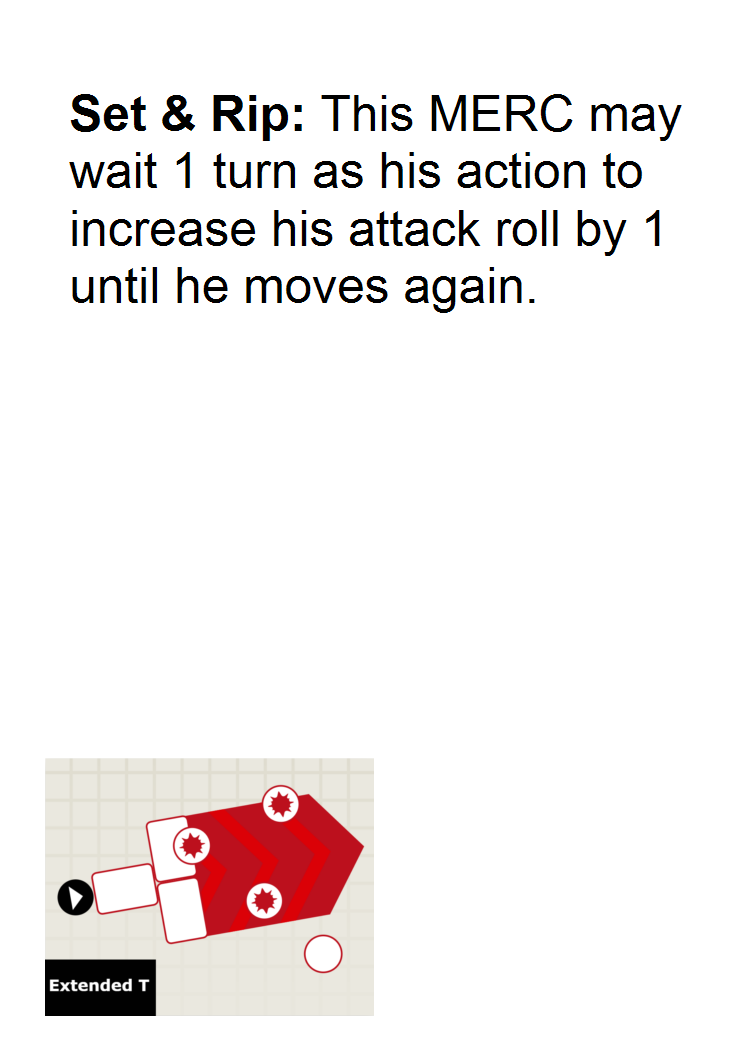 Set & Rip: This MERC may
wait 1 turn as his action to
increase his attack roll by 1
until he moves again.
Extended T